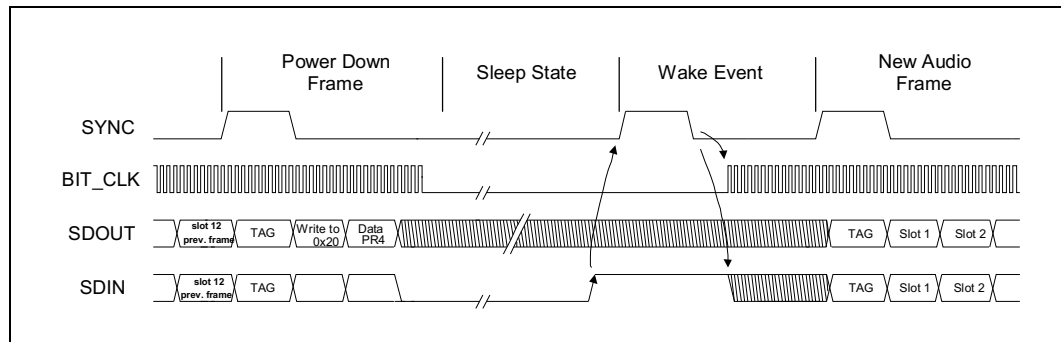 Power Down
Frame
Sleep State
Wake Event
New Audio
Frame
SYNC
BIT_CLK
SDOUT
slot 12
prev. frame
TAG
Write to
0x20
Data
PR4
TAG
Slot 1
Slot 2
SDIN
slot 12
prev. frame
TAG
TAG
Slot 1
Slot 2